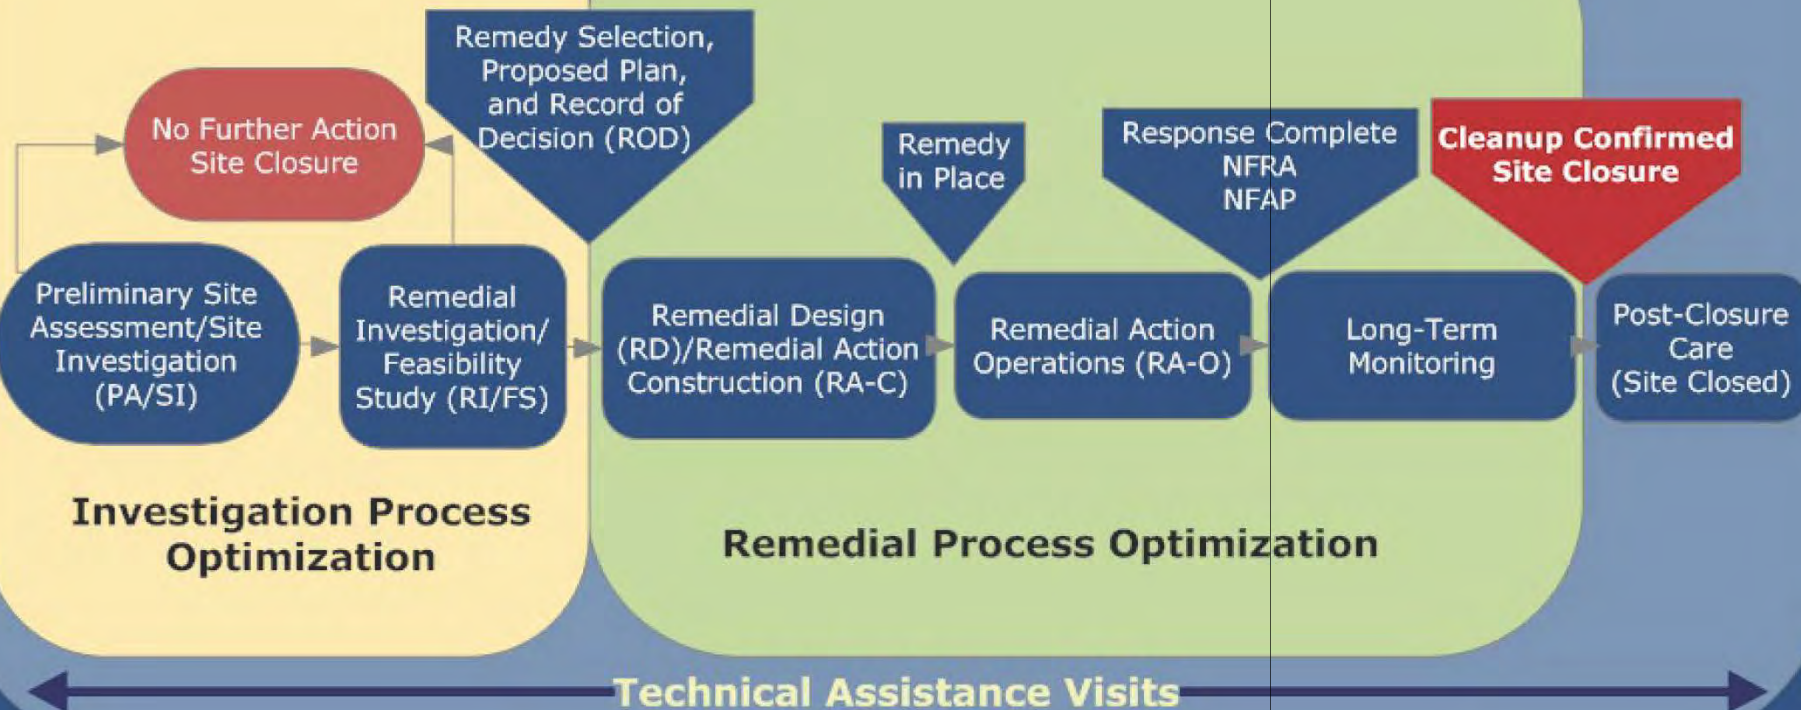 Remedy Selection,
Proposed Plan,
and Record of
Decision (ROD)
No Further Action
Site Closure
Remedy
in Place
Response Complete
NFRA
NFAP
Cleanup Confirmed
Site Closure
Preliminary Site
Assessment/Site
Investigation
(PA/SI)
Remedial
Investigation/
Feasibility
Study (RI/FS)
Remedial Design
(RD)/Remedial Action
Construction (RA-C)
Remedial Action
Operations (RA-O)
Long-Term
Monitoring
Post-Closure
Care
(Site Closed)
Investigation Process
Optimization
Remedial Process Optimization
Technical Assistance Visits